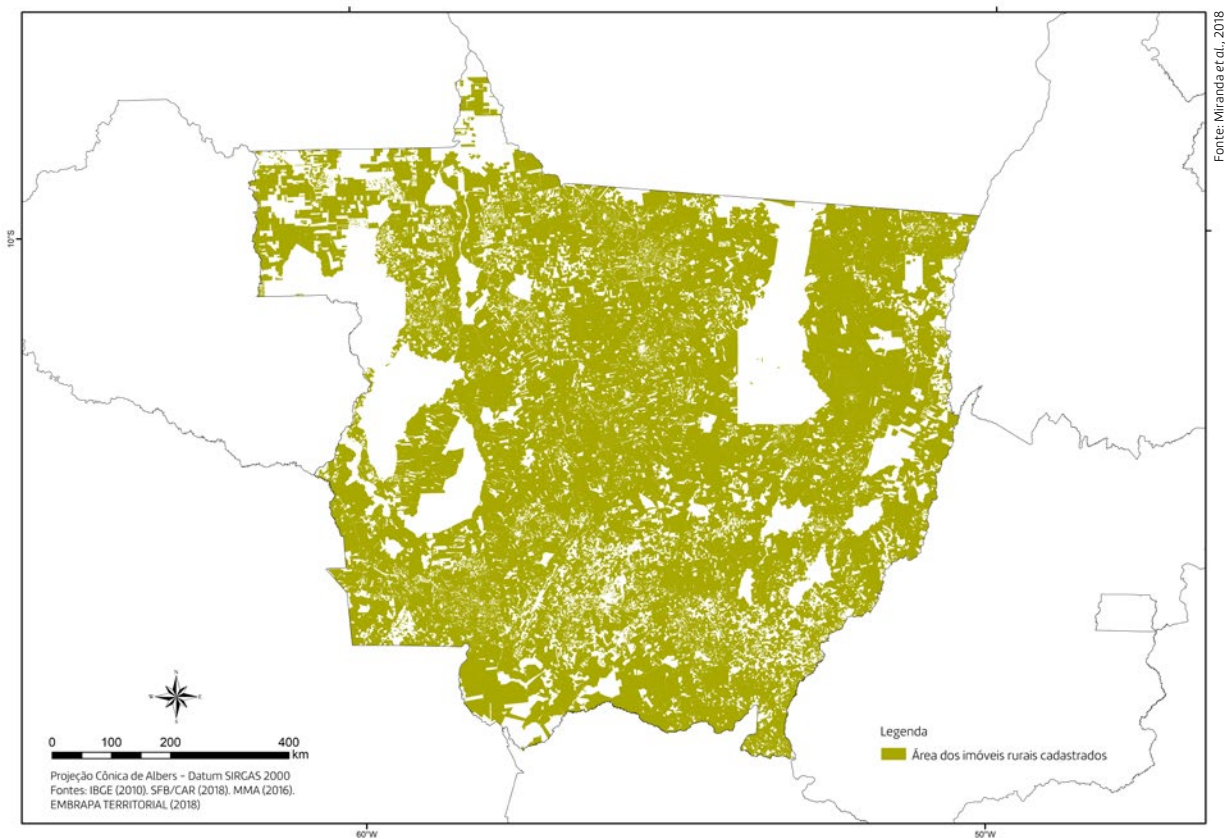 Fonte: Miranda et al., 2018
10°S
N
W
E
S
0 100 200 400
km
Projeção Cônica de Albers – Datum SIRGAS 2000
Fontes: IBGE (2010). SFB/CAR (2018). MMA (2016).
EMBRAPA TERRITORIAL (2018)
Legenda
Área dos imóveis rurais cadastrados
60°W
50°W